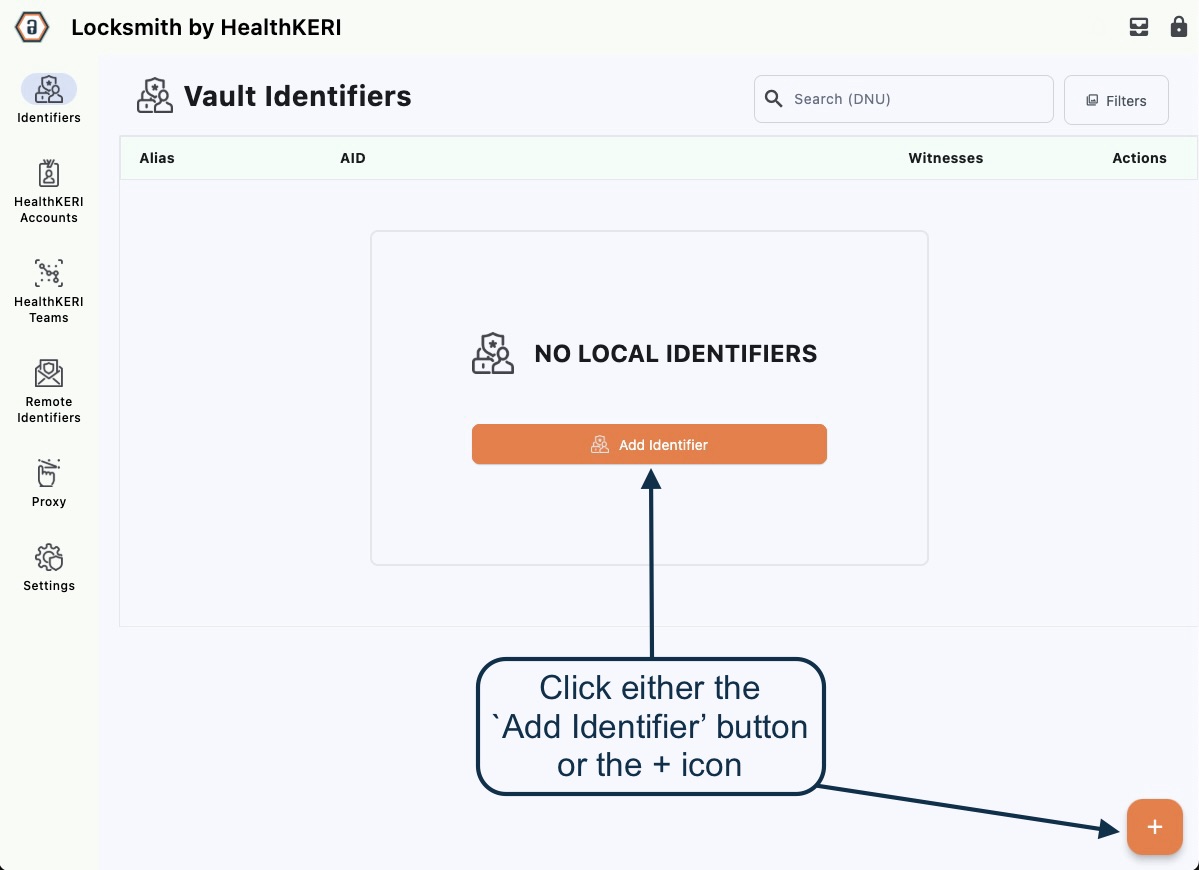 Locksmith by HealthKERI
Identifiers
HealthKERI
Accounts
HealthKERI
Teams
Remote
Identifiers
Proxy
Settings
Vault Identifiers
Search (DNU)
Filters
Alias AID Witnesses Actions
NO LOCAL IDENTIFIERS
Add Identifier
Click either the
`Add Identifier’ button
or the + icon
+